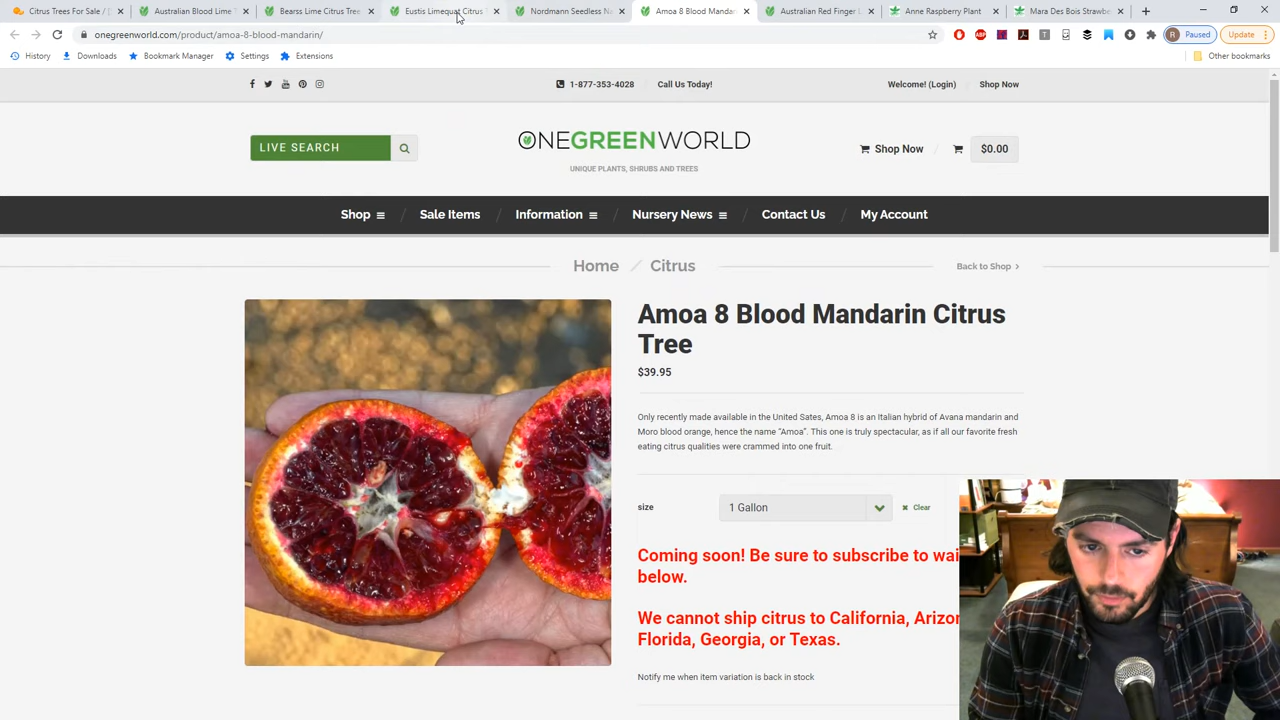 Citrus Trees For Sale / [
Australian Blood Lime T
Bearss Lime Citrus Tree
Eustis Limequat Citrus T
Nordmann Seedless Na
Amoa 8 Blood Mandar
Australian Red Finger L
Anne Raspberry Plant
Mara Des Bois Strawbe
onegreenworld.com/product/amoa-8-blood-mandarin/
Paused
Update
History
Downloads
Bookmark Manager
Settings
Extensions
Other bookmarks
1-877-353-4028
Call Us Today!
Welcome! (Login)
Shop Now
LIVE SEARCH
ONEGREENWORLD
UNIQUE PLANTS, SHRUBS AND TREES
Shop Now / $0.00
Shop / Sale Items / Information / Nursery News / Contact Us / My Account
Home / Citrus
Back to Shop
Amoa 8 Blood Mandarin Citrus
Tree
$39.95
Only recently made available in the United Sates, Amoa 8 is an Italian hybrid of Avana mandarin and
Moro blood orange, hence the name “Amoa”. This one is truly spectacular, as if all our favorite fresh
eating citrus qualities were crammed into one fruit.
size
1 Gallon
Clear
Coming soon! Be sure to subscribe to wai
below.
We cannot ship citrus to California, Arizon
Florida, Georgia, or Texas.
Notify me when item variation is back in stock